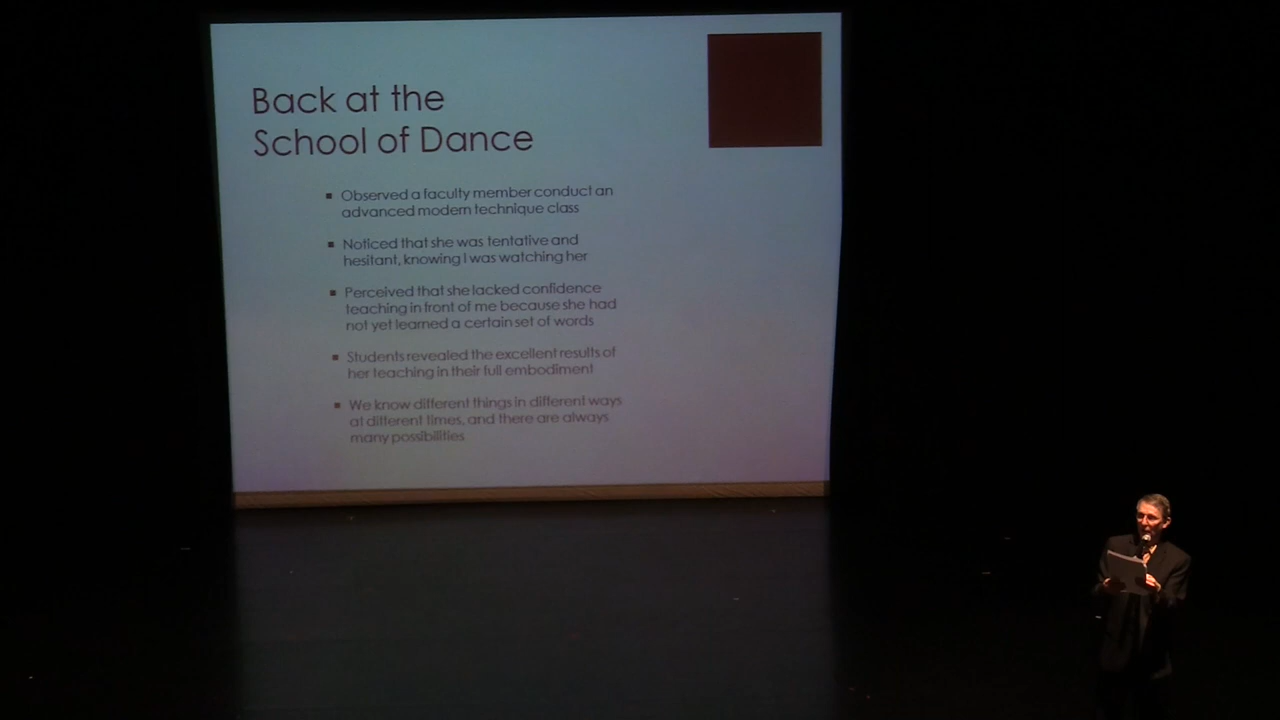 Back at the
School of Dance
▪ Observed a faculty member conduct an
advanced modern technique class
▪ Noticed that she was tentative and
hesitant, knowing I was watching her
▪ Perceived that she lacked confidence
teaching in front of me because she had
not yet learned a certain set of words
▪ Students revealed the excellent results of
her teaching in their full embodiment
▪ We know different things in different ways
at different times, and there are always
many possibilities